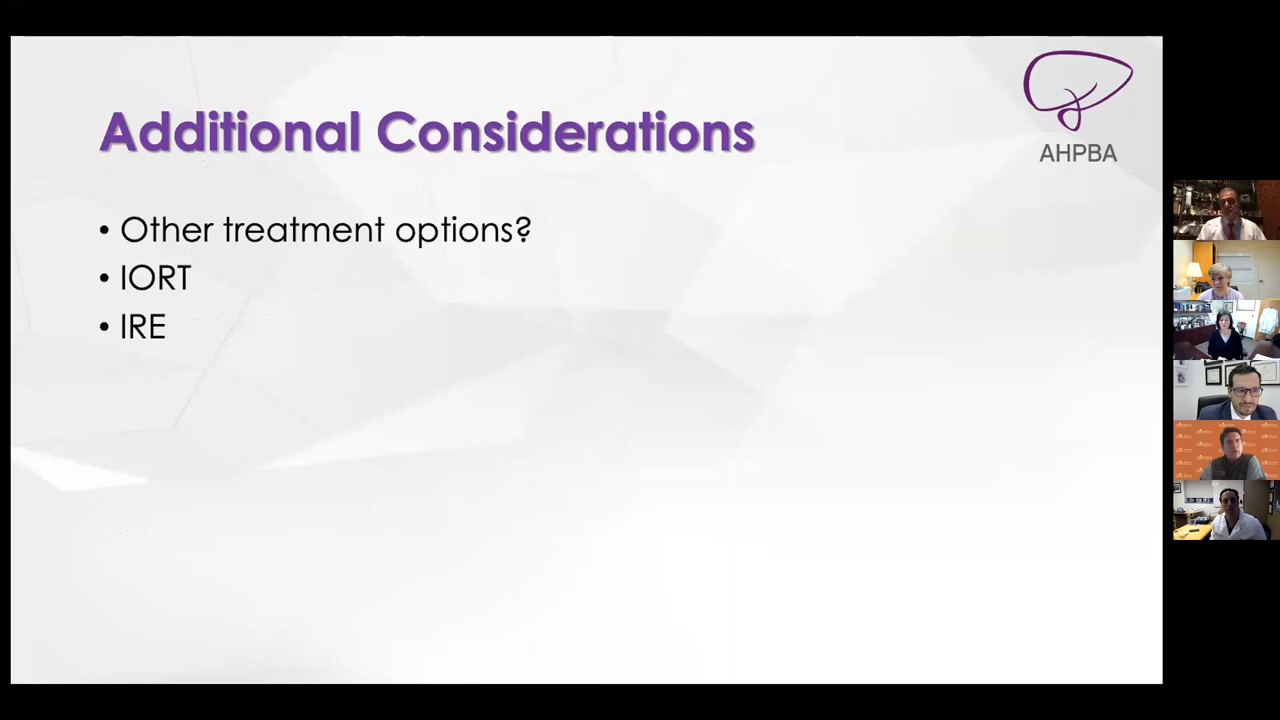 Additional Considerations
AHPBA
• Other treatment options?
• IORT
• IRE